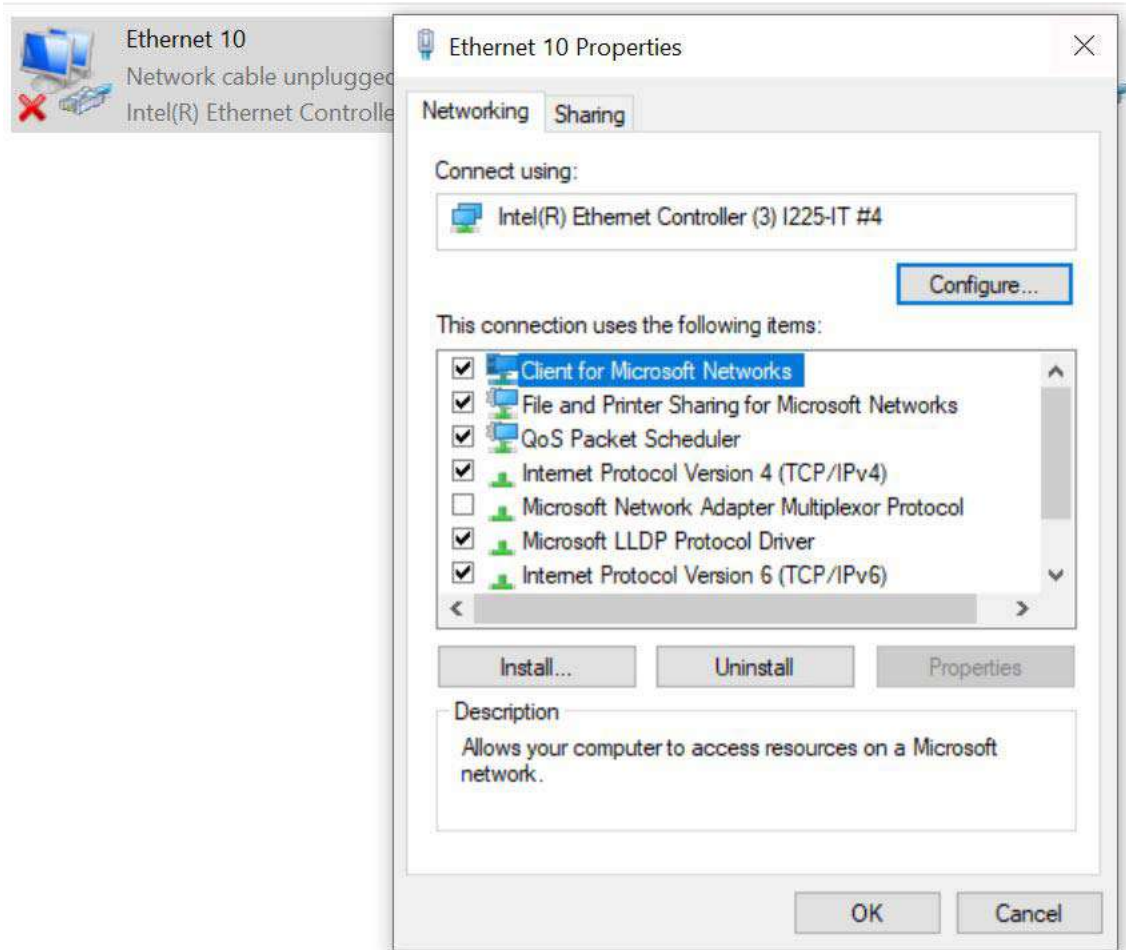 Ethernet 10
Network cable unplugged
Intel(R) Ethernet Controlle
Ethernet 10 Properties
Networking
Sharing
Connect using:
Intel(R) Ethernet Controller (3) I225-IT #4
Configure...
This connection uses the following items:
Client for Microsoft Networks
File and Printer Sharing for Microsoft Networks
QoS Packet Scheduler
Internet Protocol Version 4 (TCP/IPv4)
Microsoft Network Adapter Multiplexor Protocol
Microsoft LLDP Protocol Driver
Internet Protocol Version 6 (TCP/IPv6)
Install...
Uninstall
Properties
Description
Allows your computer to access resources on a Microsoft
network.
OK
Cancel